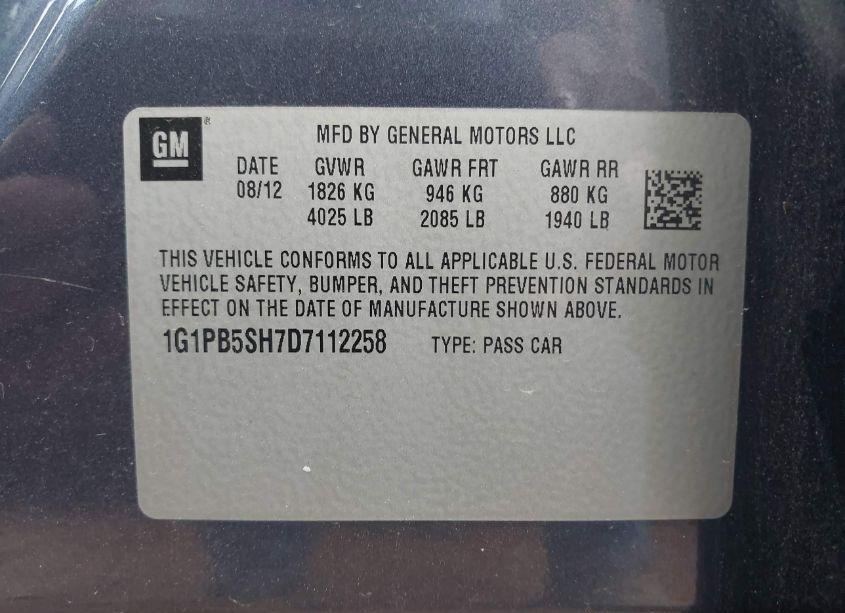 GM ®
MFD BY GENERAL MOTORS LLC
DATE GVWR GAWR FRT GAWR RR
08/12 1826 KG 946 KG 880 KG
4025 LB 2085 LB 1940 LB
THIS VEHICLE CONFORMS TO ALL APPLICABLE U.S. FEDERAL MOTOR
VEHICLE SAFETY, BUMPER, AND THEFT PREVENTION STANDARDS IN
EFFECT ON THE DATE OF MANUFACTURE SHOWN ABOVE.
1G1PB5SH7D7112258 TYPE: PASS CAR